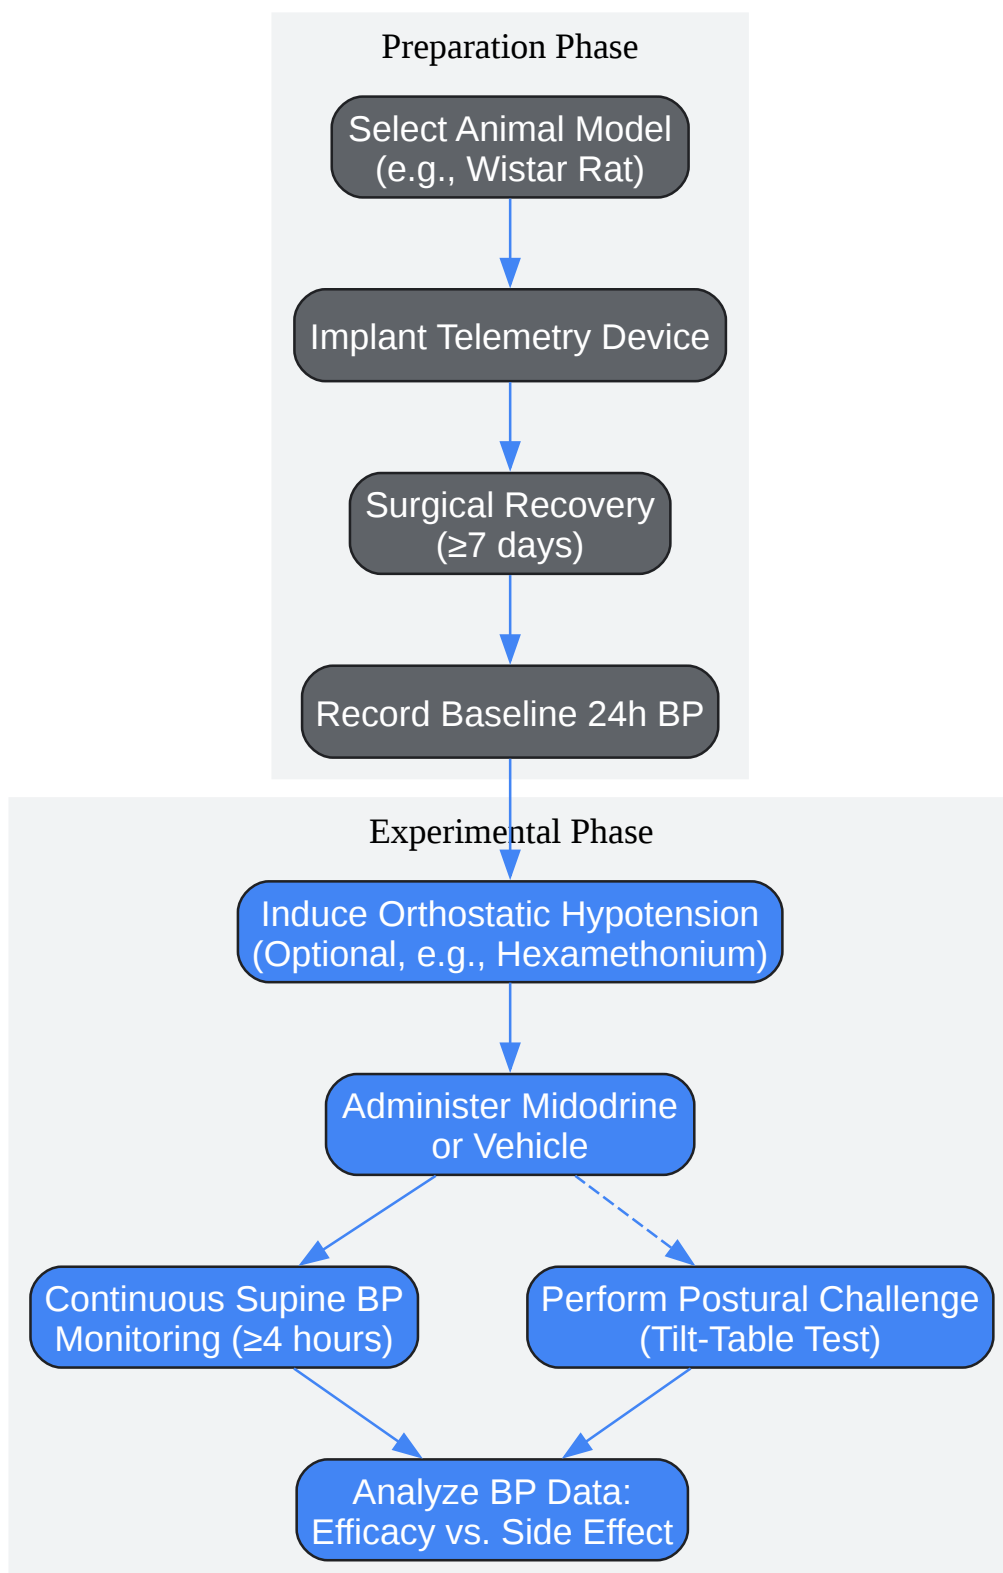 Preparation Phase
Select Animal Model
(e.g., Wistar Rat)
Implant Telemetry Device
Surgical Recovery
(≥7 days)
Record Baseline 24h BP
Experimental Phase
Induce Orthostatic Hypotension
(Optional, e.g., Hexamethonium)
Administer Midodrine
or Vehicle
Continuous Supine BP
Monitoring (≥4 hours)
Perform Postural Challenge
(Tilt-Table Test)
Analyze BP Data:
Efficacy vs. Side Effect